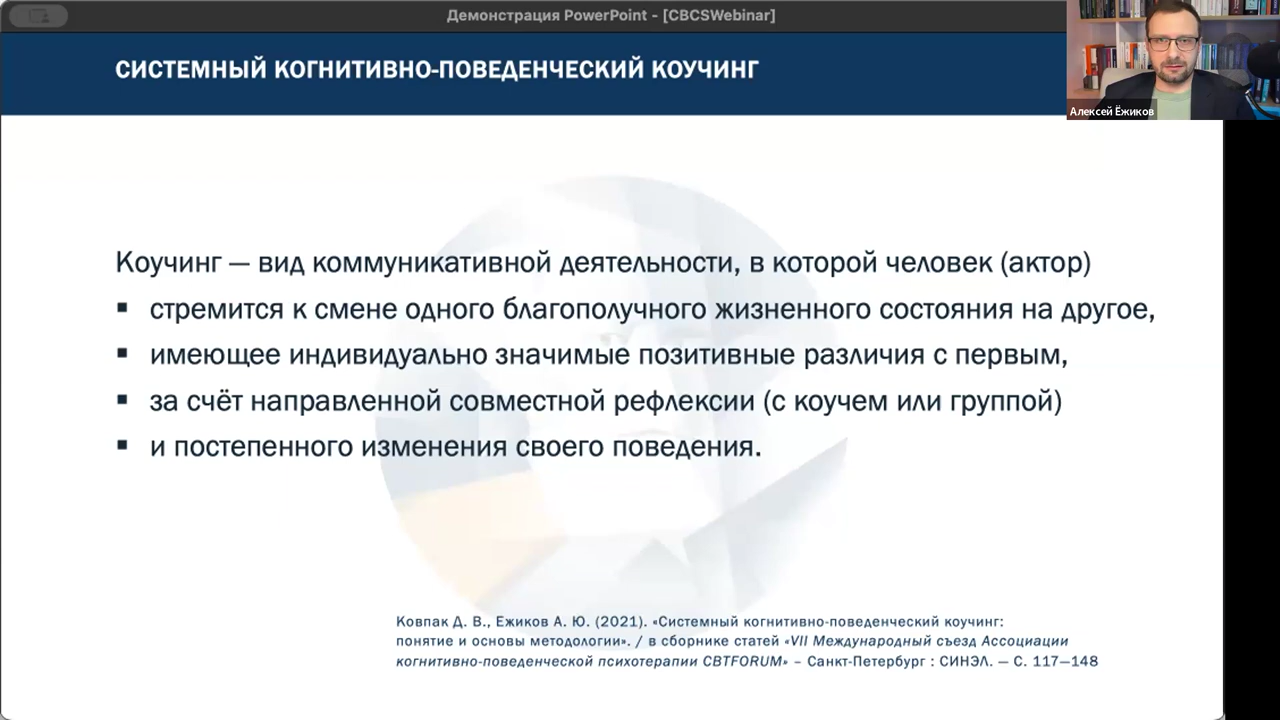 Демонстрация PowerPoint - [CBCSWebinar]
СИСТЕМНЫЙ КОГНИТИВНО-ПОВЕДЕНЧЕСКИЙ КОУЧИНГ
Алексей Ёжиков
Коучинг — вид коммуникативной деятельности, в которой человек (актор)
▪ стремится к смене одного благополучного жизненного состояния на другое,
▪ имеющее индивидуально значимые позитивные различия с первым,
▪ за счёт направленной совместной рефлексии (с коучем или группой)
▪ и постепенного изменения своего поведения.
Ковпак Д. В., Ежиков А. Ю. (2021). «Системный когнитивно-поведенческий коучинг:
понятие и основы методологии». / в сборнике статей «VII Международный съезд Ассоциации
когнитивно-поведенческой психотерапии CBTFORUM» – Санкт-Петербург : СИНЭЛ. — С. 117—148